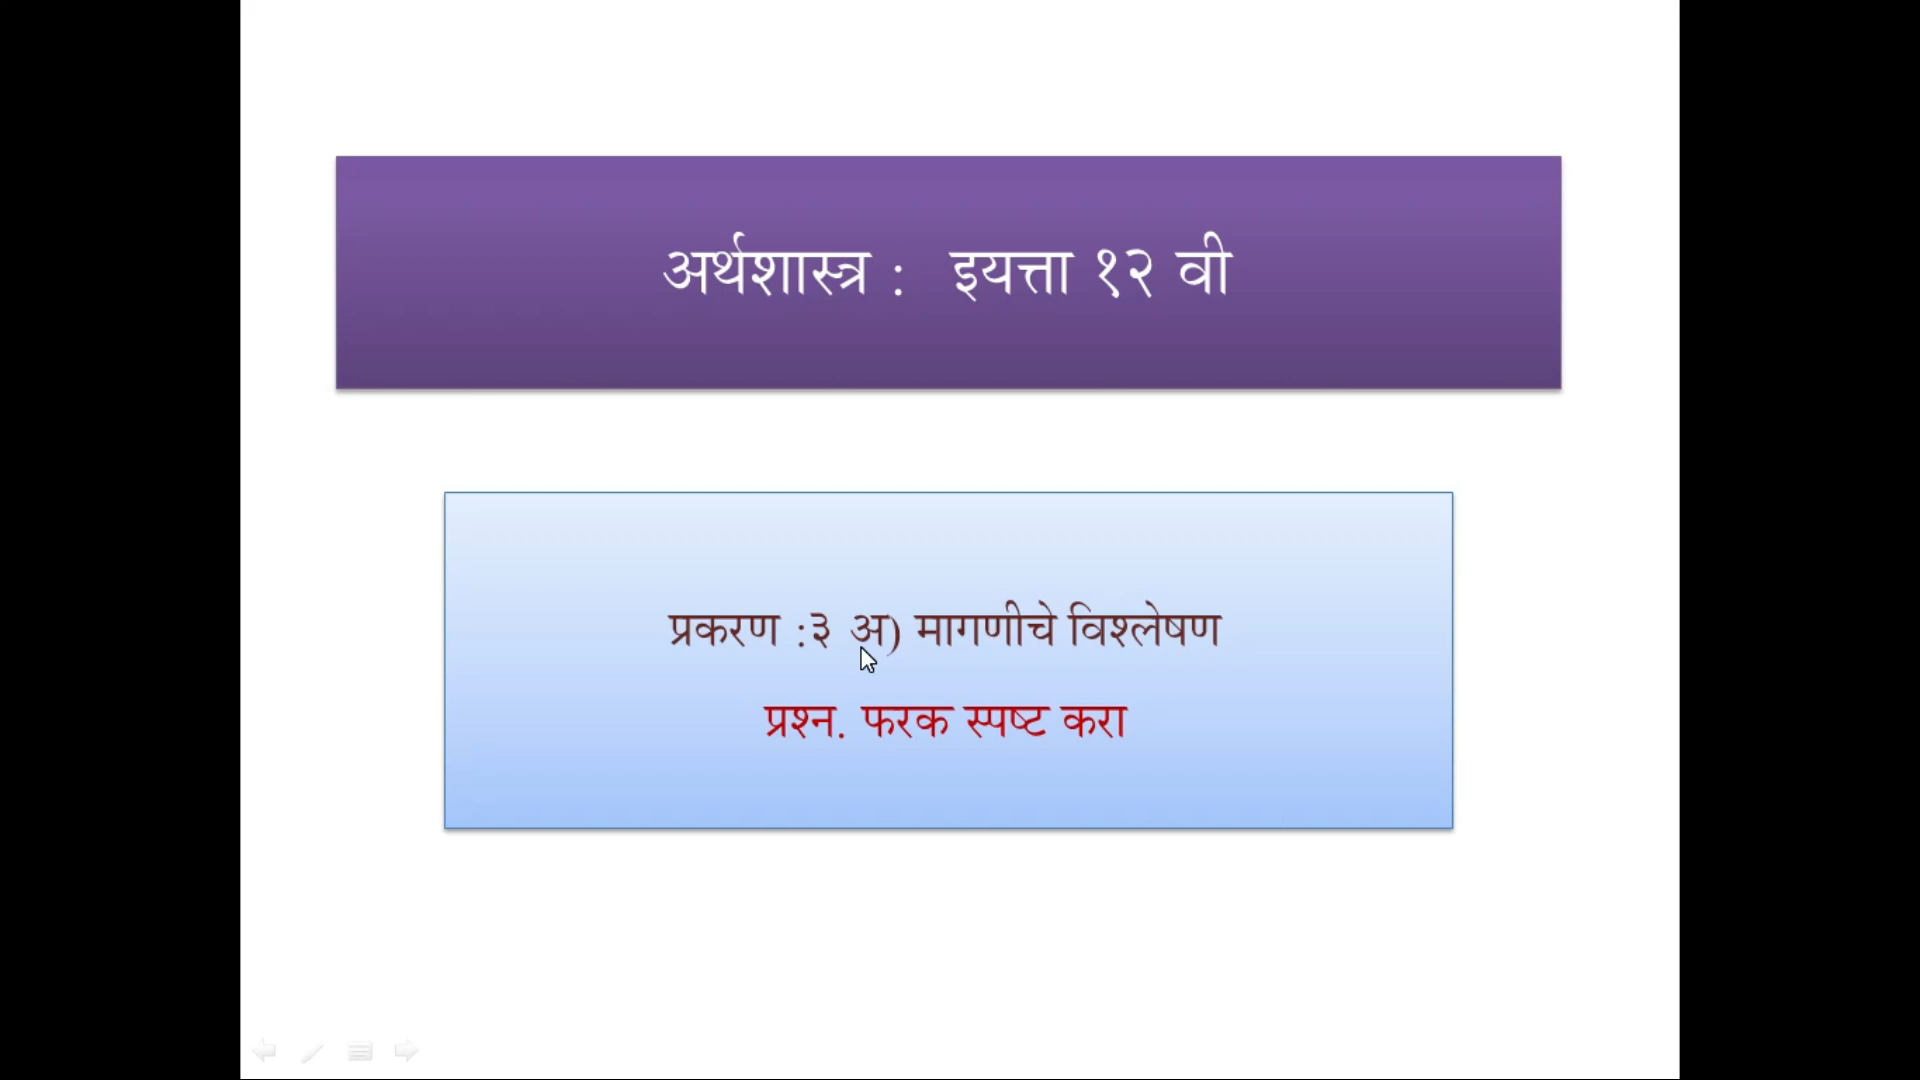 अर्थशास्त्र : इयत्ता १२ वी
प्रकरण :३ अ) मागणीचे विश्लेषण
प्रश्न. फरक स्पष्ट करा